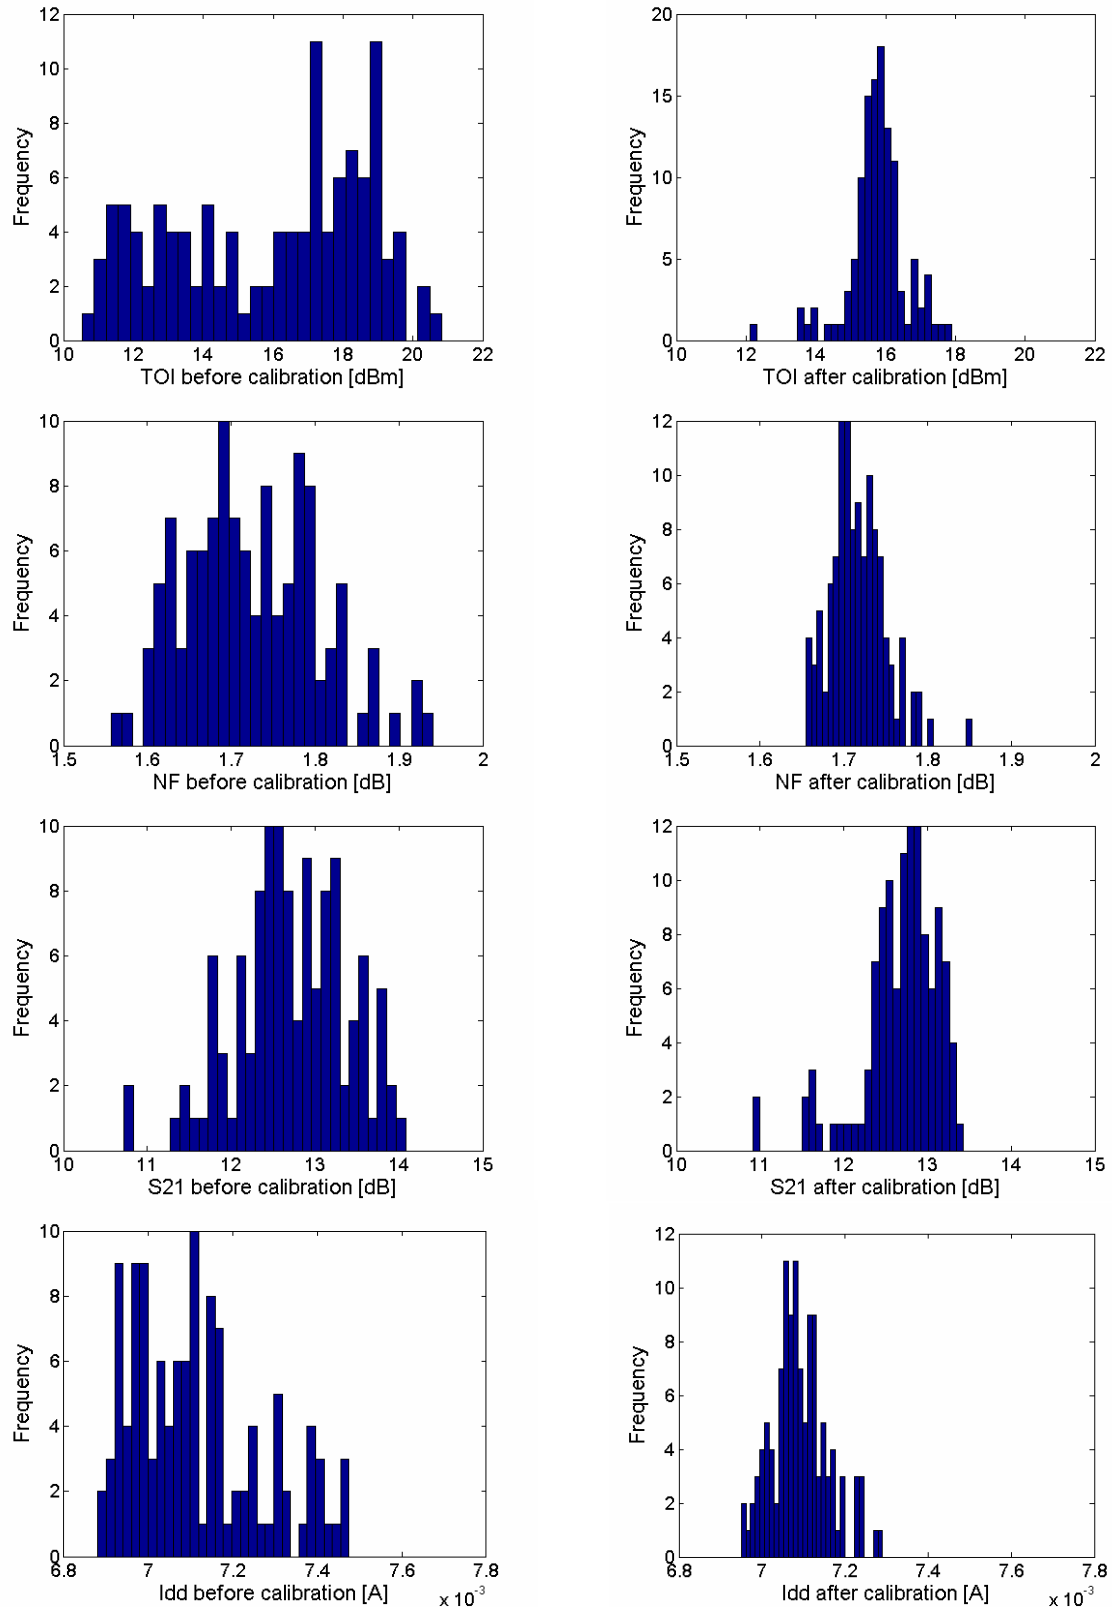 12
10
8
6
4
2
0
Frequency
10 12 14 16 18 20 22
TOI before calibration [dBm]
20
15
10
5
0
Frequency
10 12 14 16 18 20 22
TOI after calibration [dBm]
10
8
6
4
2
0
Frequency
1.5 1.6 1.7 1.8 1.9 2
NF before calibration [dB]
12
10
8
6
4
2
0
Frequency
1.5 1.6 1.7 1.8 1.9 2
NF after calibration [dB]
10
8
6
4
2
0
Frequency
10 11 12 13 14 15
S21 before calibration [dB]
12
10
8
6
4
2
0
Frequency
10 11 12 13 14 15
S21 after calibration [dB]
10
8
6
4
2
0
Frequency
6.8 7 7.2 7.4 7.6 7.8
Idd before calibration [A]
x 10-3
12
10
8
6
4
2
0
Frequency
6.8 7 7.2 7.4 7.6 7.8
Idd after calibration [A]
x 10-3